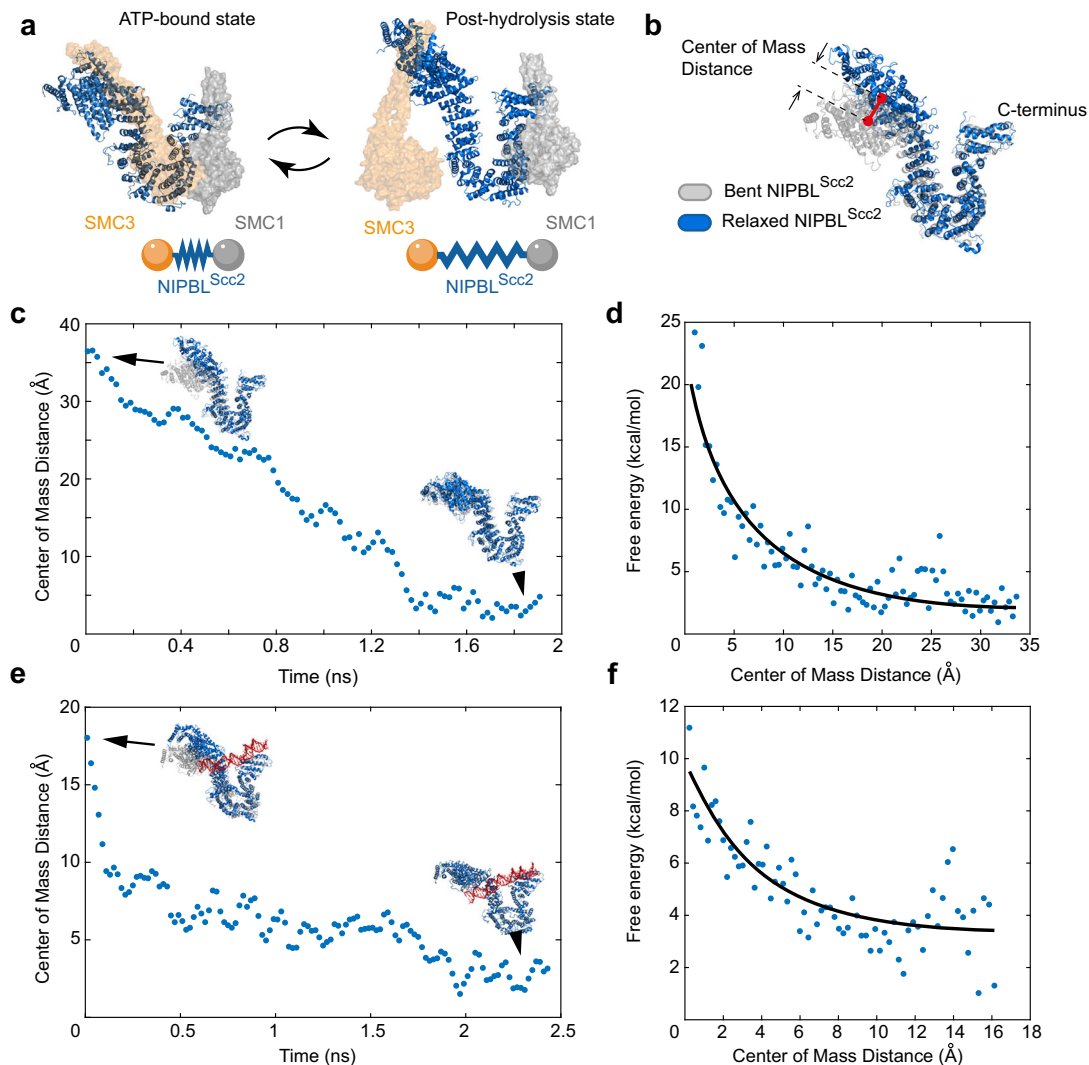 a
ATP-bound state
Post-hydrolysis state
SMC3
SMC1
NIPBL^Scc2
SMC3
SMC1
NIPBL^Scc2
b
Center of Mass
Distance
C-terminus
Bent NIPBL^Scc2
Relaxed NIPBL^Scc2
c
40
30
20
10
0
0.4
0.8
1.2
1.6
2
Center of Mass Distance (Å)
Time (ns)
d
25
20
15
10
5
0
5
10
15
20
25
30
35
Free energy (kcal/mol)
Center of Mass Distance (Å)
e
20
15
10
5
0
0.5
1
1.5
2
2.5
Center of Mass Distance (Å)
Time (ns)
f
12
10
8
6
4
2
0
2
4
6
8
10
12
14
16
18
Free energy (kcal/mol)
Center of Mass Distance (Å)